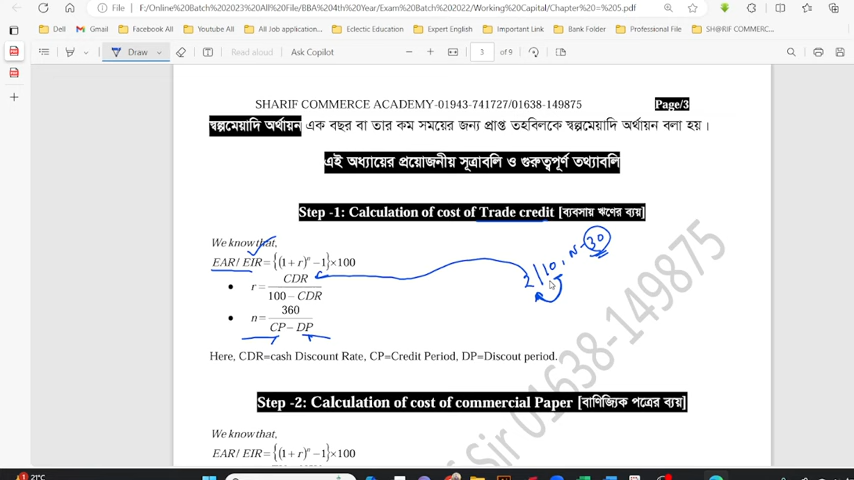 File | F:/Online%20Batch%202023%20All%20File/BBA%204th%20Year/Exam%20Batch%202022/Working%20Capital/Chapter%20=%205.pdf
Dell Gmail Facebook All Youtube All All Job application... Eclectic Education Expert English Important Link Bank Folder Professional File SH@RIF COMMERC...
Draw Read aloud Ask Copilot 3 of 9
SHARIF COMMERCE ACADEMY-01943-741727/01638-149875 Page/3
স্বল্পমেয়াদি অর্থায়ন এক বছর বা তার কম সময়ের জন্য প্রাপ্ত তহবিলকে স্বল্পমেয়াদি অর্থায়ন বলা হয়।
এই অধ্যায়ের প্রয়োজনীয় সূত্রাবলি ও গুরুত্বপূর্ণ তথ্যাবলি
Step -1: Calculation of cost of Trade credit [ব্যবসায় ঋণের ব্যয়]
We know that,
EAR/ EIR = {(1+r)ⁿ −1}×100
• r = CDR / 100 − CDR
• n = 360 / CP − DP
2/10, N-30
Here, CDR=cash Discount Rate, CP=Credit Period, DP=Discout period.
Step -2: Calculation of cost of commercial Paper [বাণিজ্যিক পত্রের ব্যয়]
We know that,
EAR/ EIR = {(1+r)ⁿ −1}×100
Sir 01638-149875
21°C